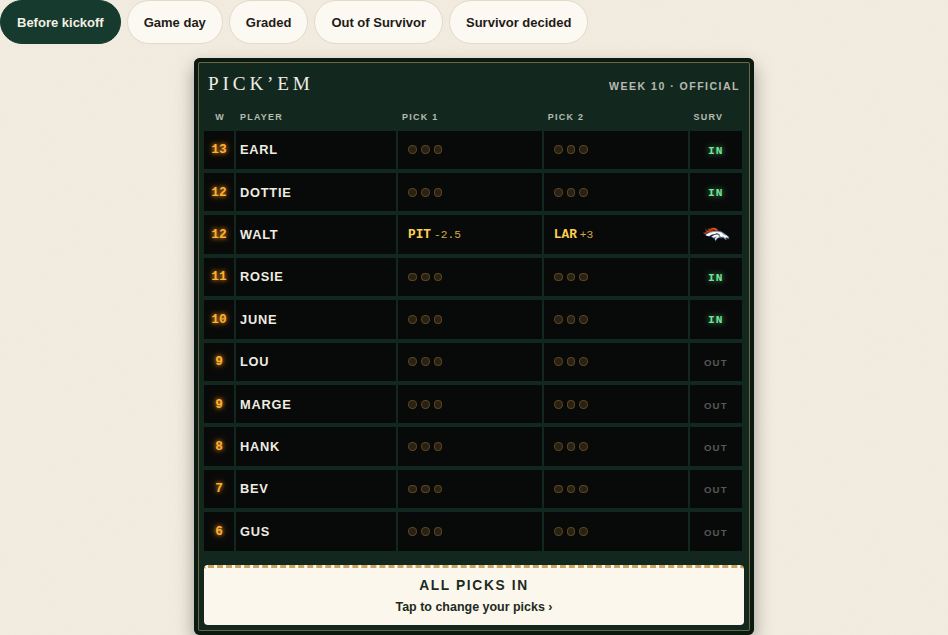 Before kickoff Game day Graded Out of Survivor Survivor decided
PICK’EM WEEK 10 · OFFICIAL
W PLAYER PICK 1 PICK 2 SURV
13 EARL IN
12 DOTTIE IN
12 WALT PIT -2.5 LAR +3
11 ROSIE IN
10 JUNE IN
9 LOU OUT
9 MARGE OUT
8 HANK OUT
7 BEV OUT
6 GUS OUT
ALL PICKS IN
Tap to change your picks ›